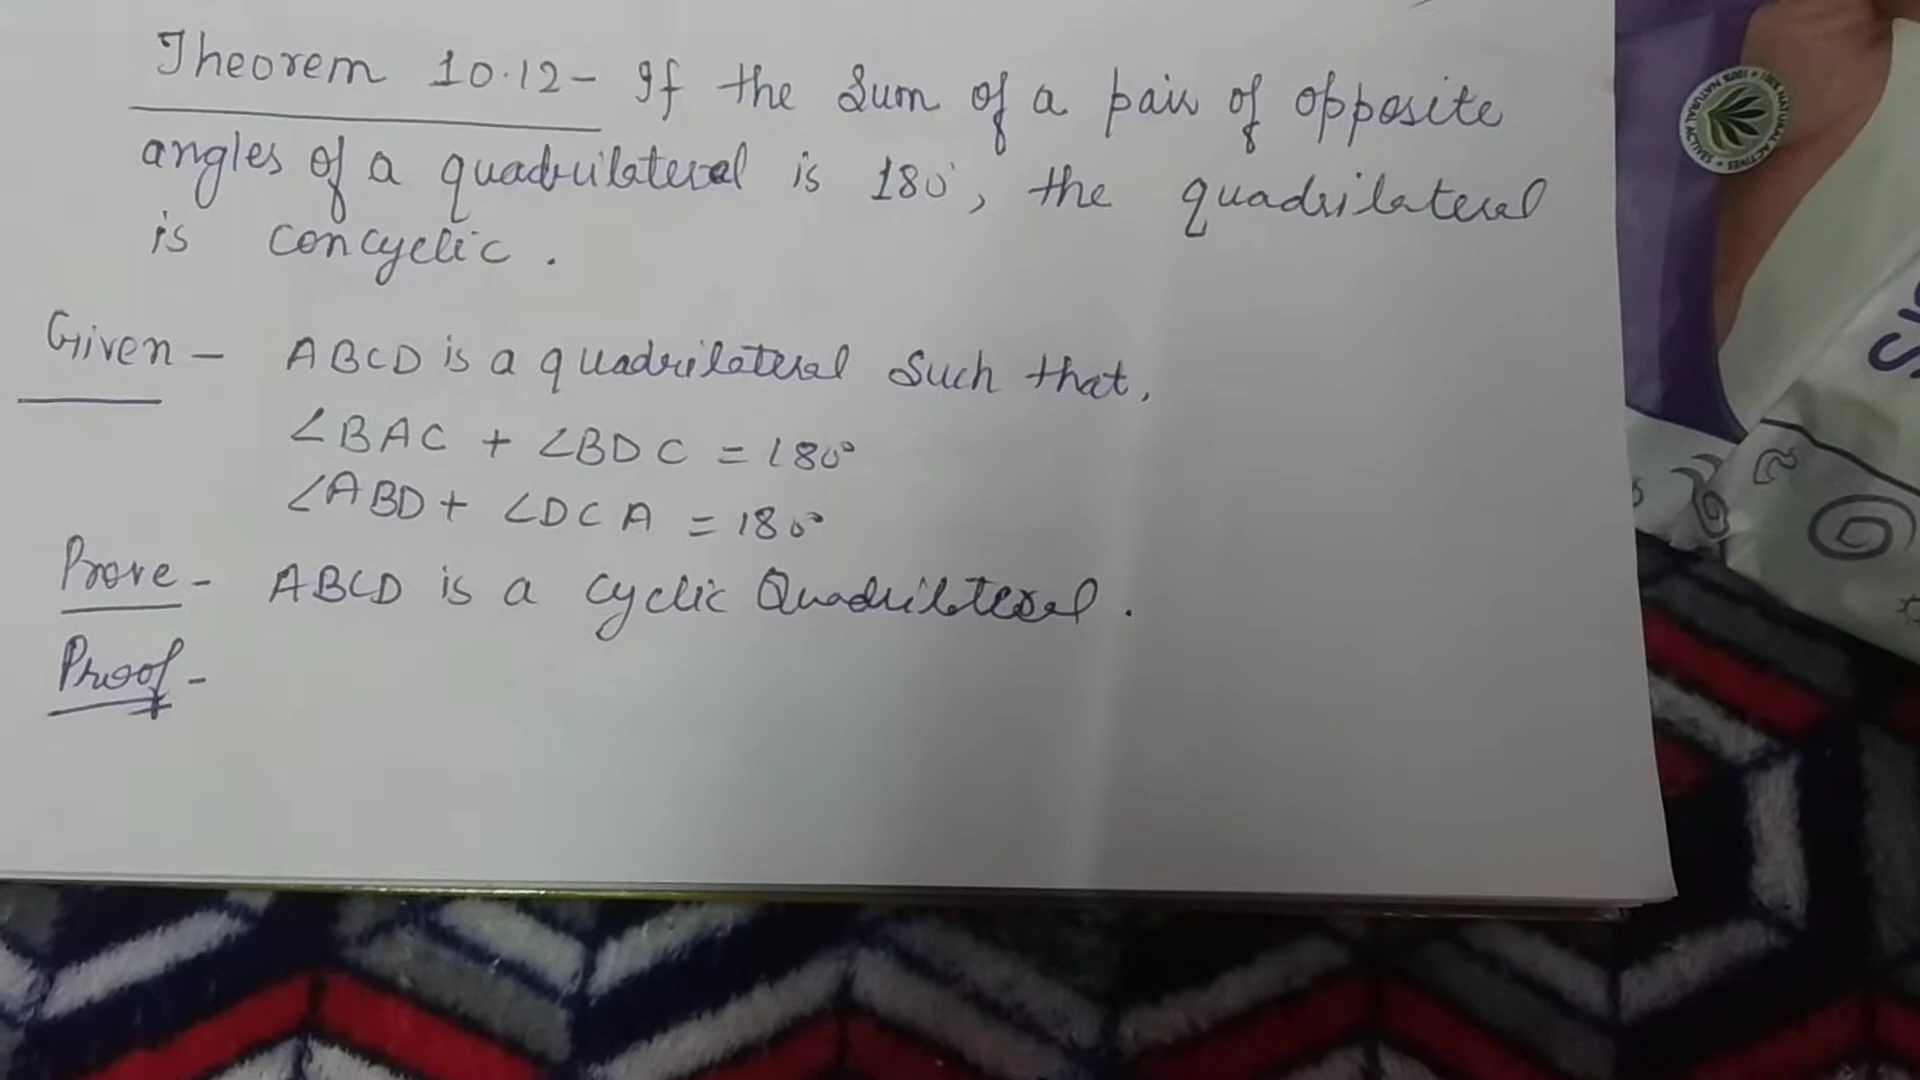 Theorem 10.12- If the Sum of a pair of opposite
angles of a quadrilateral is 180°, the quadrilateral
is concyclic.
Given - ABCD is a quadrilateral Such that,
∠BAC + ∠BDC = 180°
∠ABD + ∠DCA = 180°
Prove - ABCD is a cyclic Quadrilateral.
Proof -